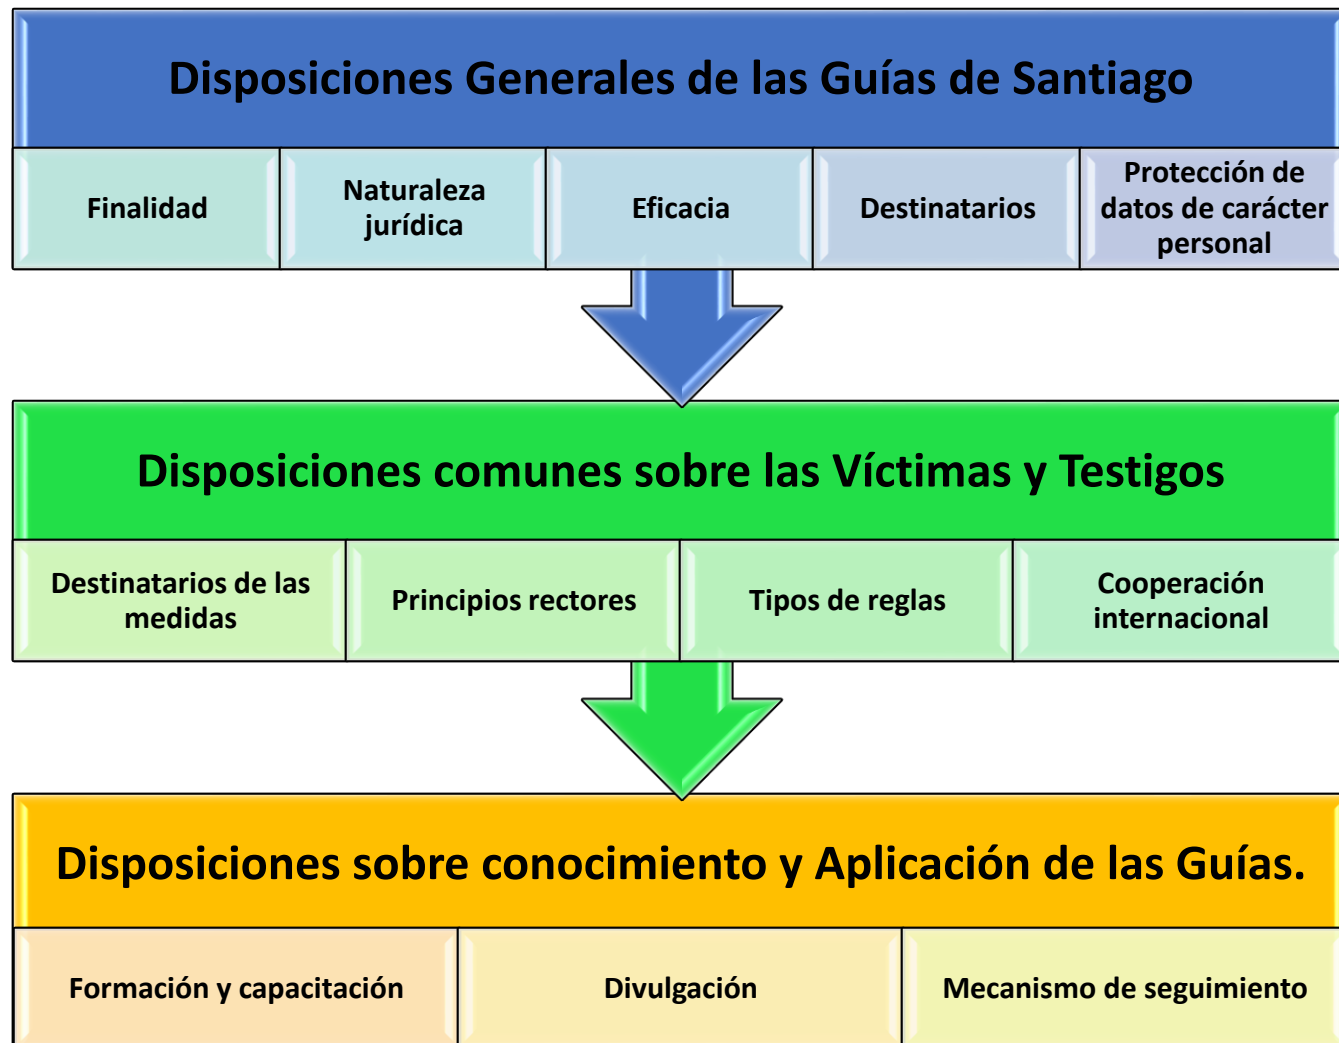 Disposiciones Generales de las Guías de Santiago
Finalidad
Naturaleza
jurídica
Eficacia
Destinatarios
Protección de
datos de carácter
personal
Disposiciones comunes sobre las Víctimas y Testigos
Destinatarios de las
medidas
Principios rectores
Tipos de reglas
Cooperación
internacional
Disposiciones sobre conocimiento y Aplicación de las Guías.
Formación y capacitación
Divulgación
Mecanismo de seguimiento